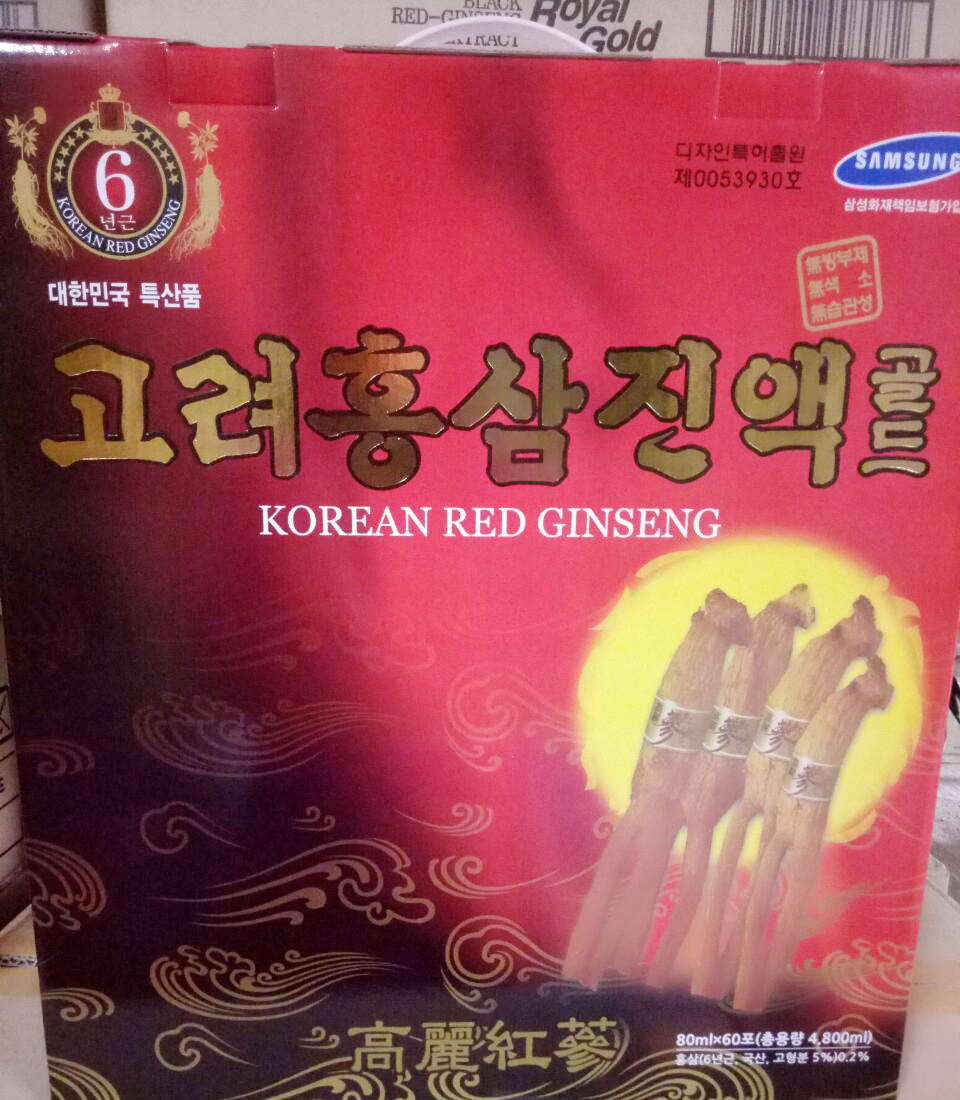 BLACK
RED-GINSENG
EXTRACT
Royal
Gold
6
년근
KOREAN RED GINSENG
대한민국 특산품
디자인특허출원
제0053930호
SAMSUNG
삼성화재책임보험가입
無방부제
無색 소
無습관성
고려홍삼진액골드
KOREAN RED GINSENG
高麗紅蔘
80ml×60포(총용량 4,800ml)
홍삼(6년근, 국산, 고형분 5%)0.2%